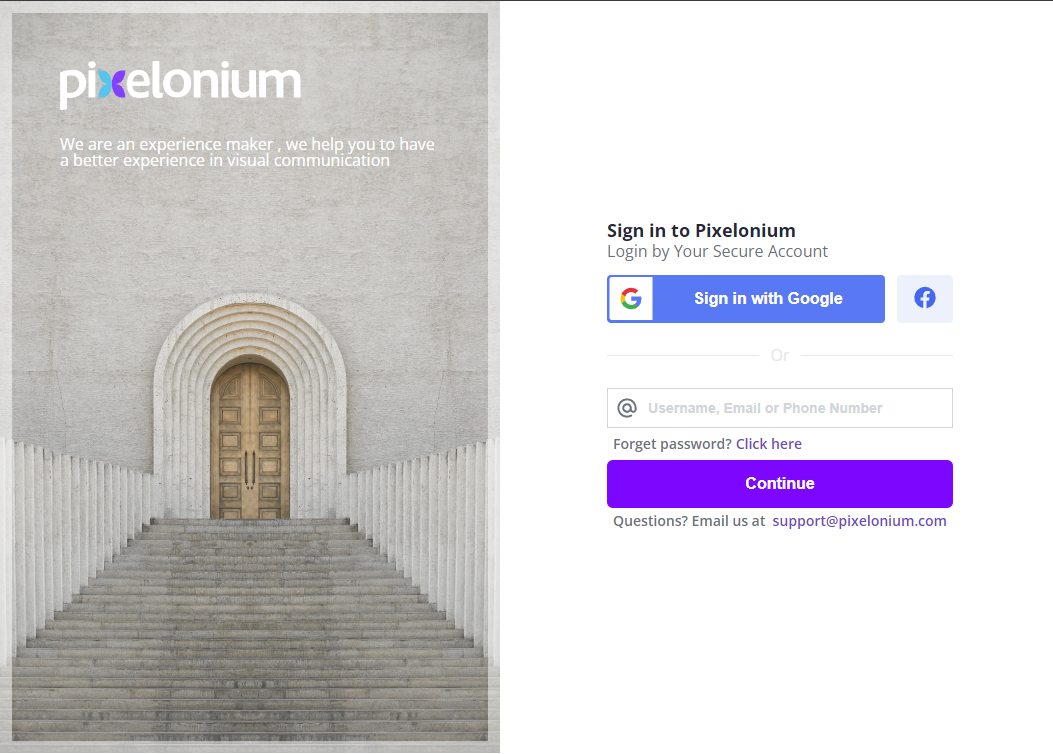 pixelonium
We are an experience maker , we help you to have
a better experience in visual communication
Sign in to Pixelonium
Login by Your Secure Account
Sign in with Google
Or
Username, Email or Phone Number
Forget password? Click here
Continue
Questions? Email us at support@pixelonium.com